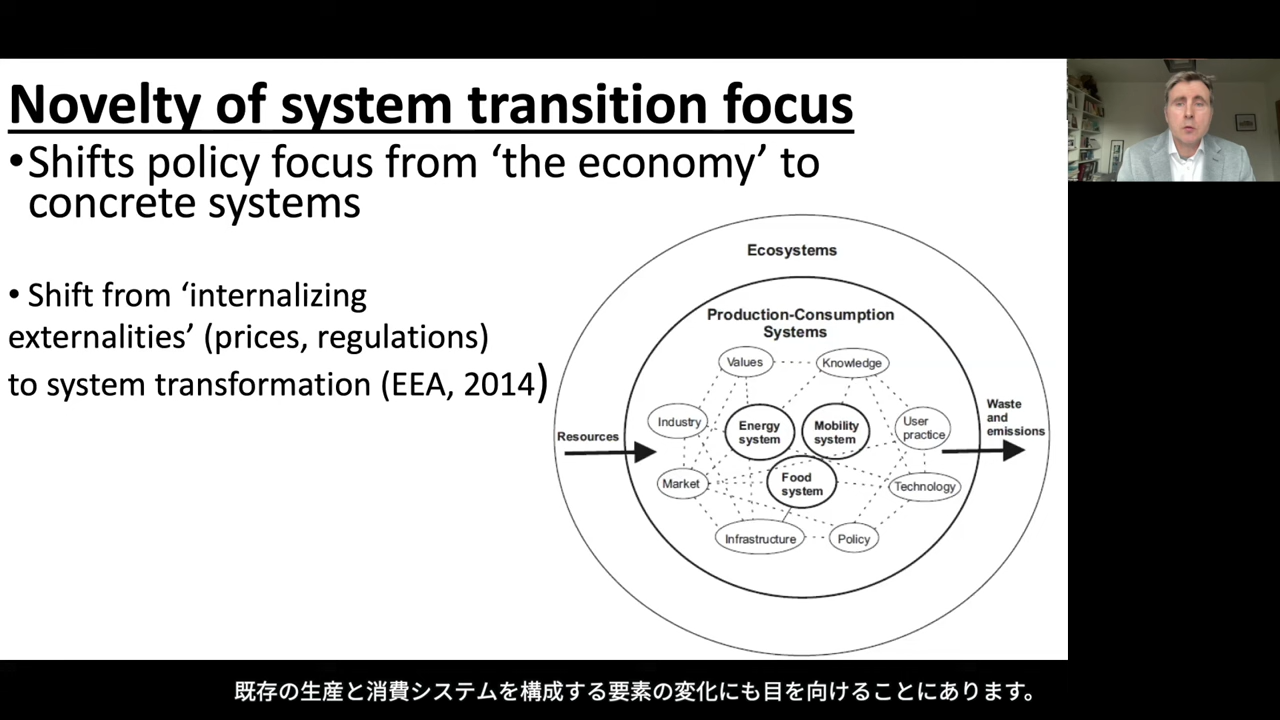 Novelty of system transition focus
•Shifts policy focus from ‘the economy’ to
concrete systems
• Shift from ‘internalizing
externalities’ (prices, regulations)
to system transformation (EEA, 2014)
Ecosystems
Production-Consumption
Systems
Values
Knowledge
Industry
Energy
system
Mobility
system
User
practice
Waste
and
emissions
Resources
Market
Food
system
Technology
Infrastructure
Policy
既存の生産と消費システムを構成する要素の変化にも目を向けることにあります。